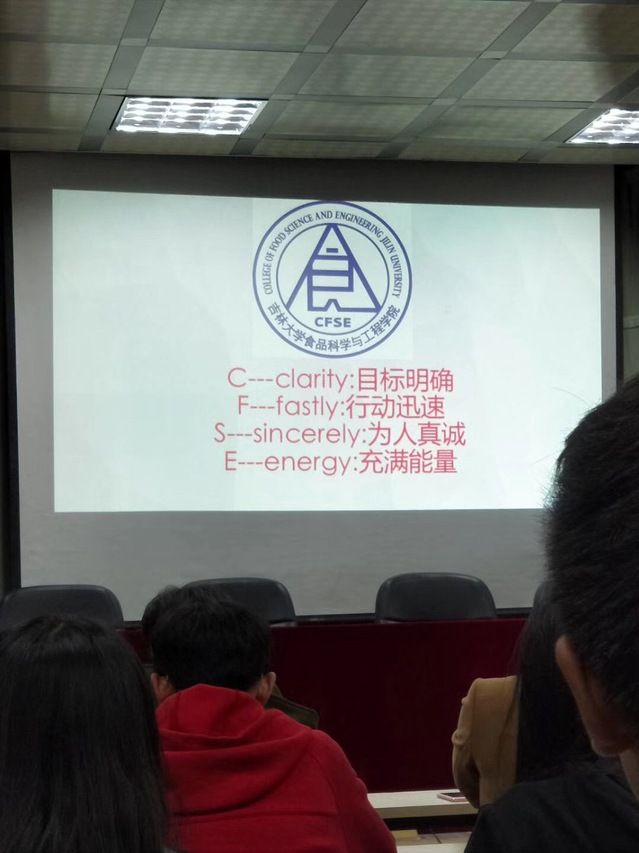 COLLEGE OF FOOD SCIENCE AND ENGINEERING JILIN UNIVERSITY
食
CFSE
吉林大学食品科学与工程学院
C---clarity:目标明确
F---fastly:行动迅速
S---sincerely:为人真诚
E---energy:充满能量